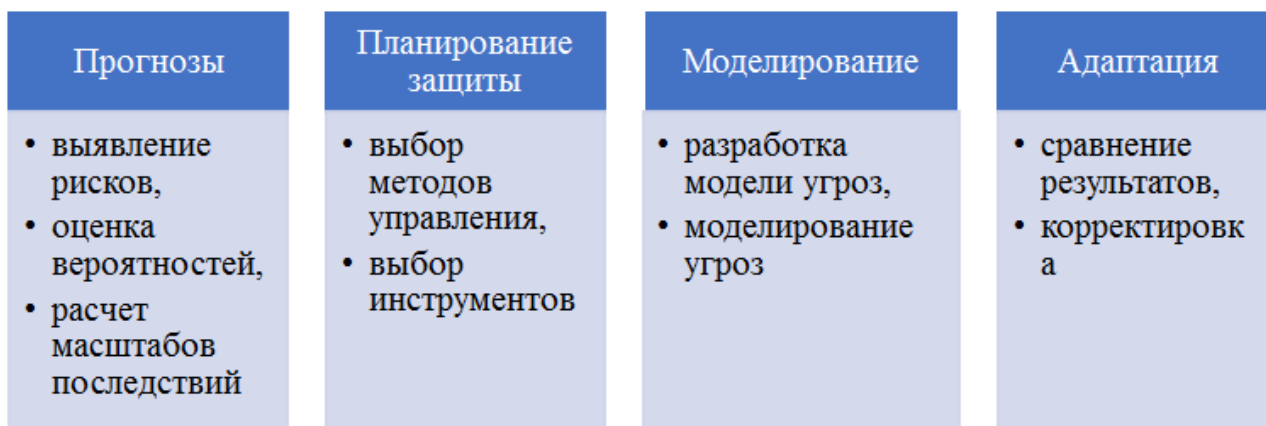 Прогнозы
• выявление
рисков,
• оценка
вероятностей,
• расчет
масштабов
последствий
Планирование
защиты
• выбор
методов
управления,
• выбор
инструментов
Моделирование
• разработка
модели угроз,
• моделирование
угроз
Адаптация
• сравнение
результатов,
• корректировк
а